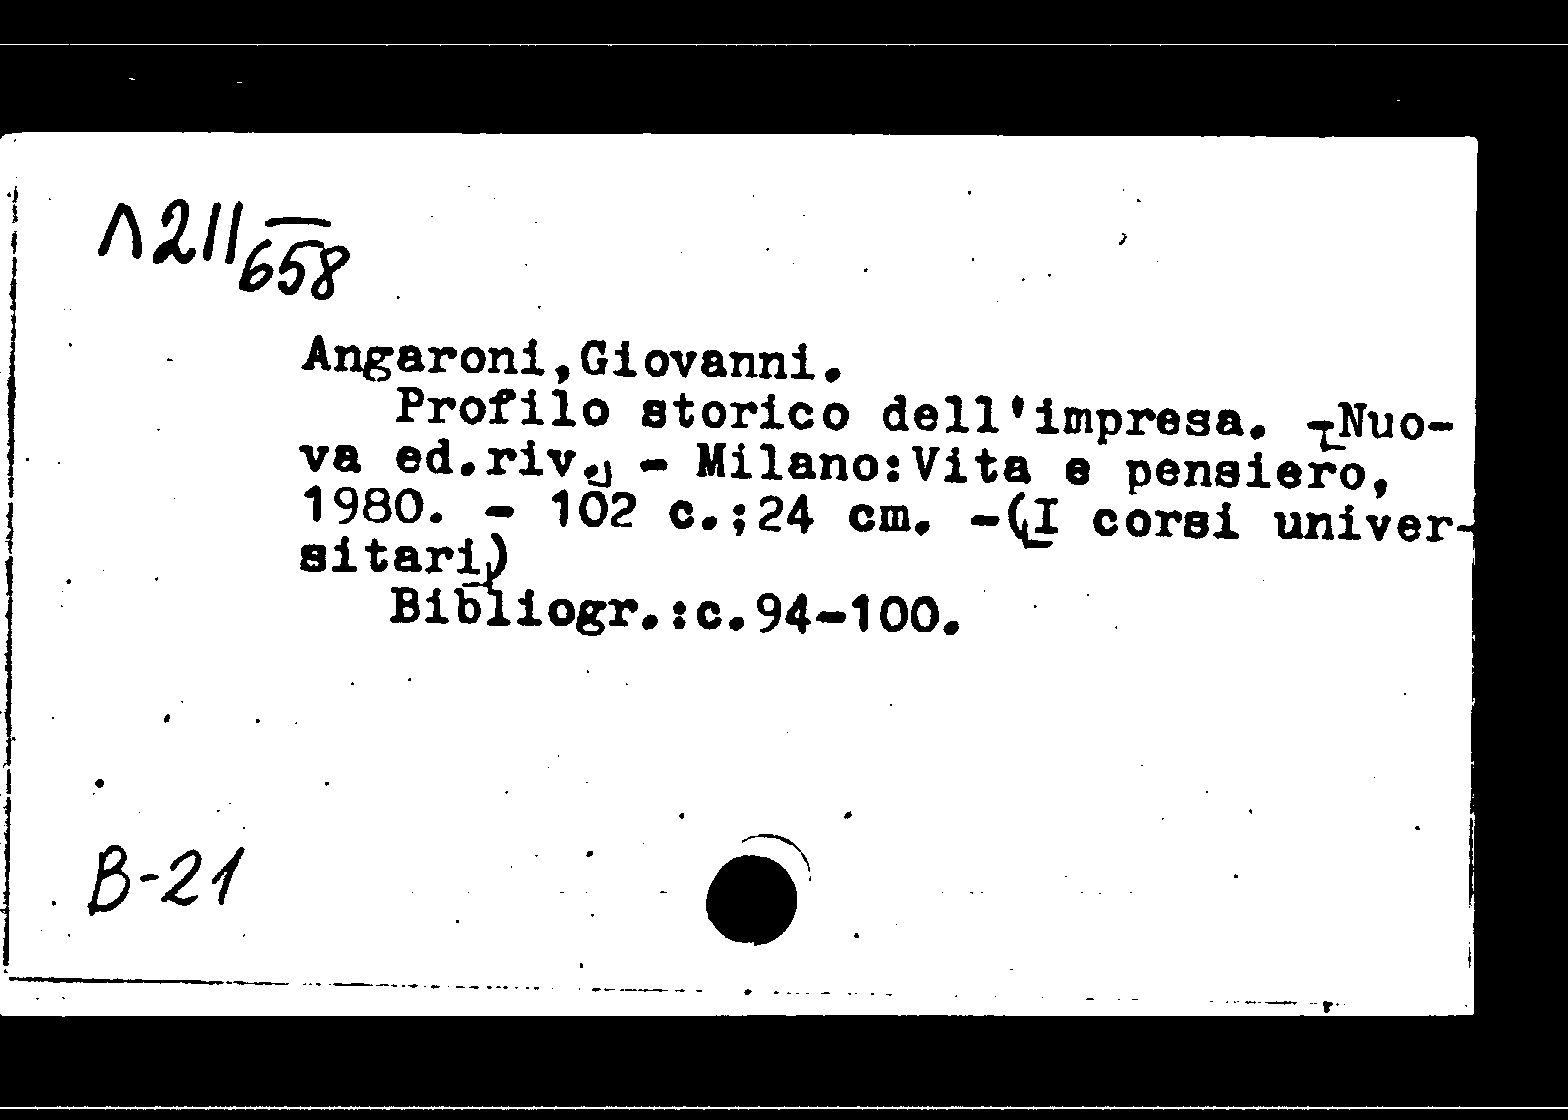 Л211/658
Angaroni,Giovanni.
Profilo storico dell'impresa. -[Nuo-
va ed.riv.] - Milano:Vita e pensiero,
1980. - 102 c.;24 cm. -([I corsi univer-
sitari])
Bibliogr.:c.94-100.
В-21